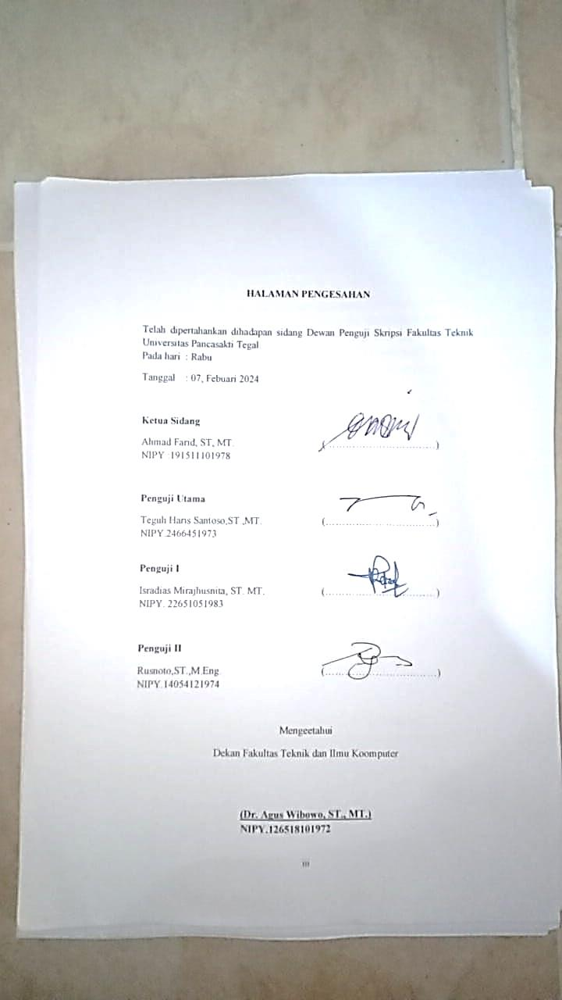 HALAMAN PENGESAHAN
Telah dipertahankan dihadapan sidang Dewan Penguji Skripsi Fakultas Teknik
Universitas Pancasakti Tegal
Pada hari : Rabu
Tanggal : 07, Febuari 2024
Ketua Sidang
Ahmad Farid, ST, MT.
NIPY :191511101978
(....................................)
Penguji Utama
Teguh Haris Santoso,ST ,MT.
NIPY.2466451973
(....................................)
Penguji I
Isradias Mirajhusnita, ST. MT.
NIPY. 22651051983
(....................................)
Penguji II
Rusnoto,ST.,M.Eng.
NIPY.14054121974
(....................................)
Mengeetahui
Dekan Fakultas Teknik dan Ilmu Koomputer
(Dr. Agus Wibowo, ST., MT.)
NIPY.126518101972
iii